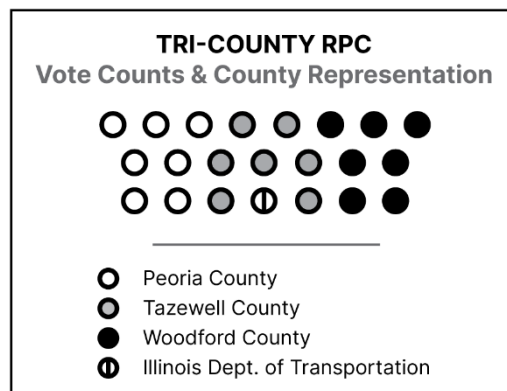 TRI-COUNTY RPC
Vote Counts & County Representation
Peoria County
Tazewell County
Woodford County
Illinois Dept. of Transportation